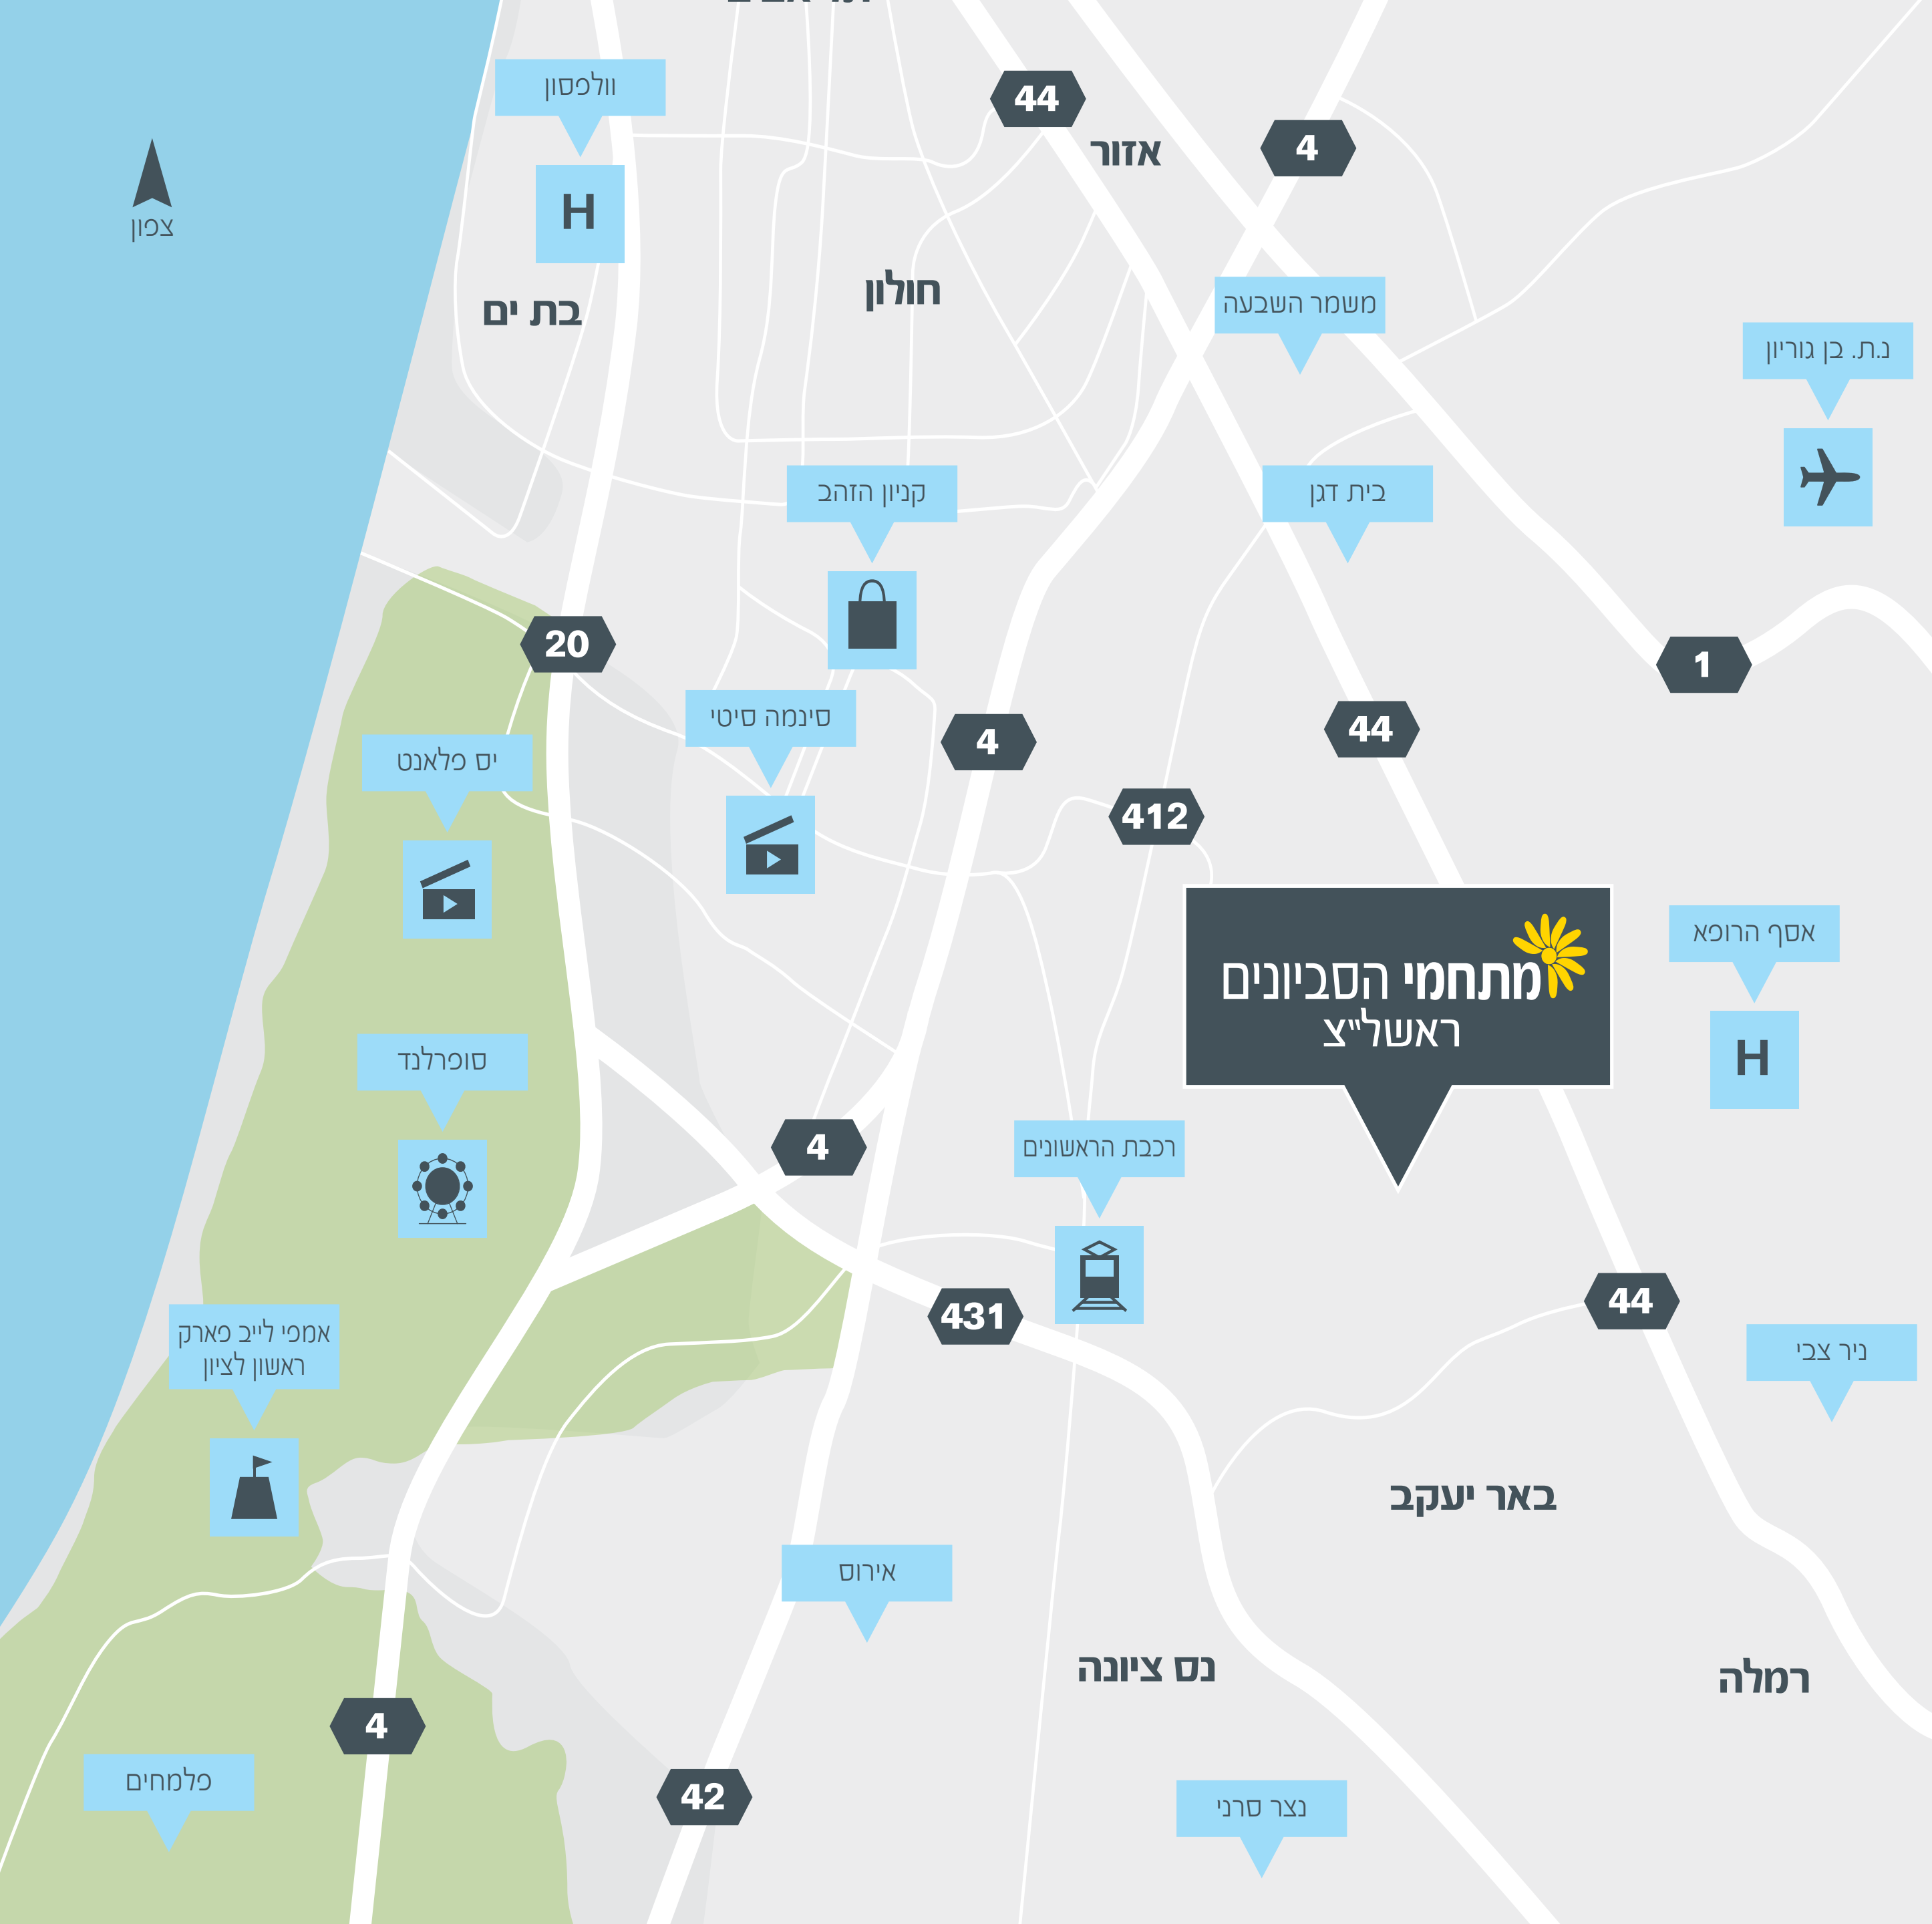 וולפסון
H
צפון
בת ים
חולון
44
אזור
4
משמר השבעה
נ.ת. בן גוריון
קניון הזהב
בית דגן
20
1
סינמה סיטי
4
44
יס פלאנט
412
אסף הרופא
H
מתחמי הסביונים
ראשל״צ
סופרלנד
4
רכבת הראשונים
431
44
אמפי לייב פארק
ראשון לציון
ניר צבי
באר יעקב
אירוס
נס ציונה
רמלה
4
פלמחים
42
נצר סרני